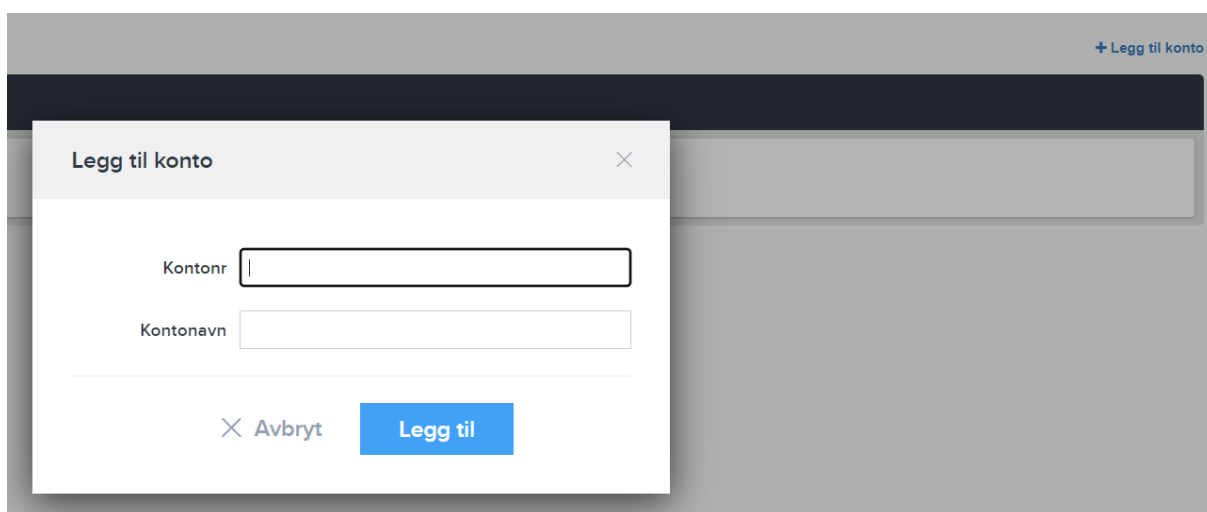 + Legg til konto
Legg til konto
Kontonr
Kontonavn
Avbryt
Legg til